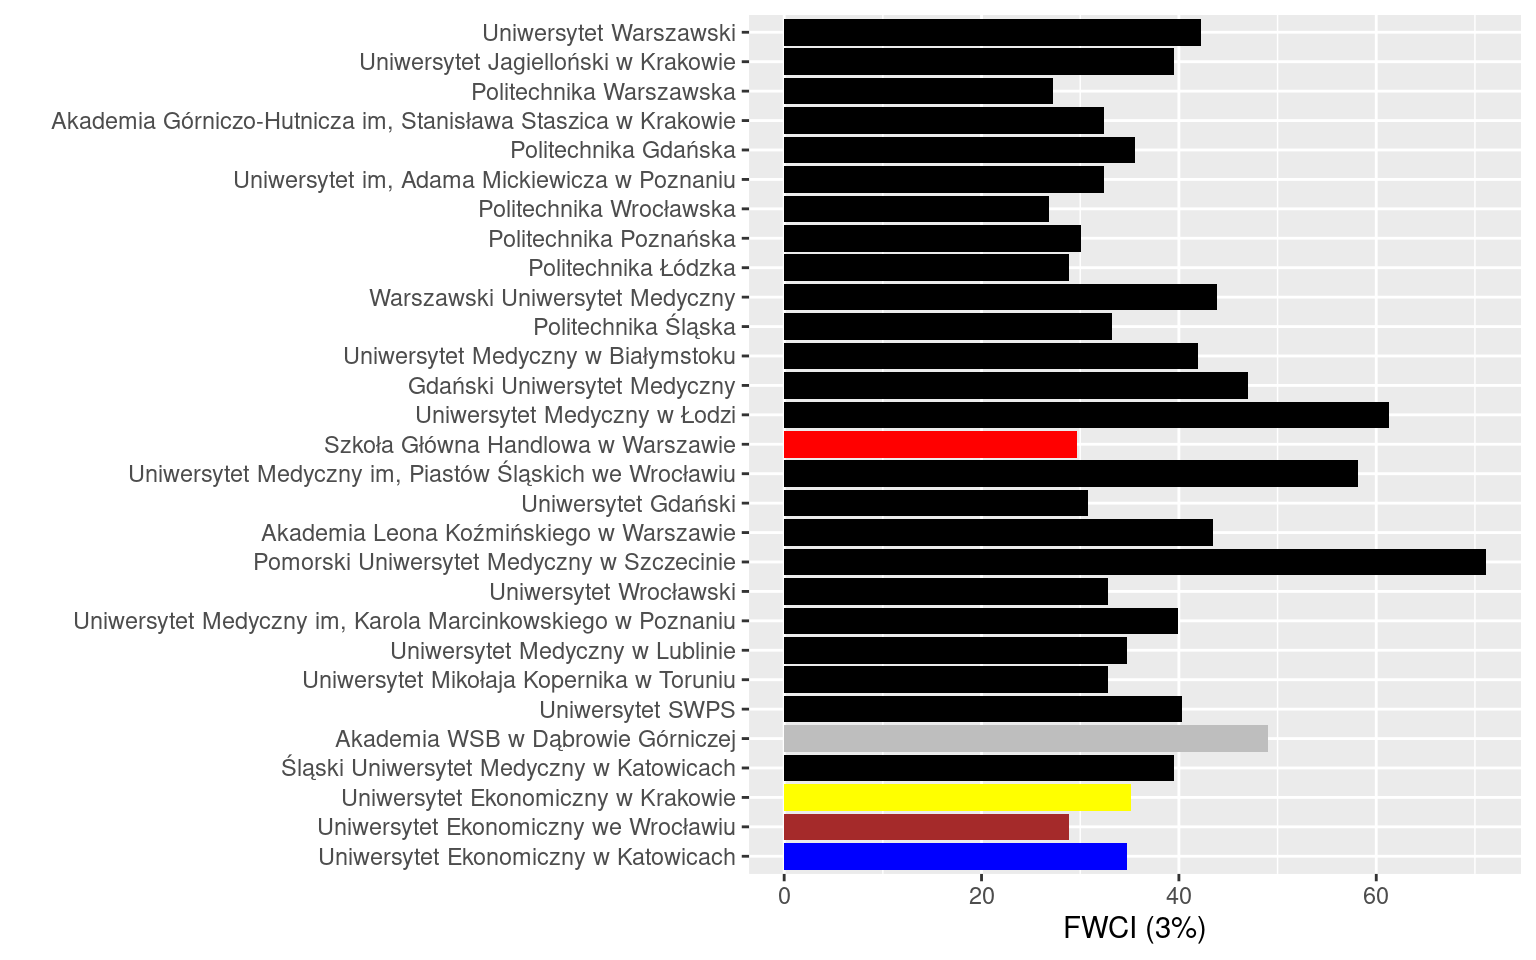 Uniwersytet Warszawski
Uniwersytet Jagielloński w Krakowie
Politechnika Warszawska
Akademia Górniczo-Hutnicza im, Stanisława Staszica w Krakowie
Politechnika Gdańska
Uniwersytet im, Adama Mickiewicza w Poznaniu
Politechnika Wrocławska
Politechnika Poznańska
Politechnika Łódzka
Warszawski Uniwersytet Medyczny
Politechnika Śląska
Uniwersytet Medyczny w Białymstoku
Gdański Uniwersytet Medyczny
Uniwersytet Medyczny w Łodzi
Szkoła Główna Handlowa w Warszawie
Uniwersytet Medyczny im, Piastów Śląskich we Wrocławiu
Uniwersytet Gdański
Akademia Leona Koźmińskiego w Warszawie
Pomorski Uniwersytet Medyczny w Szczecinie
Uniwersytet Wrocławski
Uniwersytet Medyczny im, Karola Marcinkowskiego w Poznaniu
Uniwersytet Medyczny w Lublinie
Uniwersytet Mikołaja Kopernika w Toruniu
Uniwersytet SWPS
Akademia WSB w Dąbrowie Górniczej
Śląski Uniwersytet Medyczny w Katowicach
Uniwersytet Ekonomiczny w Krakowie
Uniwersytet Ekonomiczny we Wrocławiu
Uniwersytet Ekonomiczny w Katowicach
0 20 40 60
FWCI (3%)